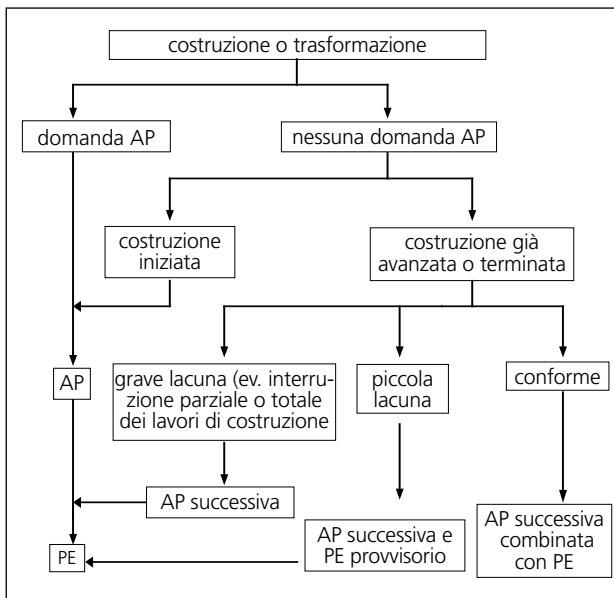 costruzione o trasformazione
domanda AP
nessuna domanda AP
costruzione
iniziata
costruzione già
avanzata o terminata
AP
grave lacuna (ev. interru-
zione parziale o totale
dei lavori di costruzione
piccola
lacuna
conforme
AP successiva
PE
AP successiva e
PE provvisorio
AP successiva
combinata
con PE